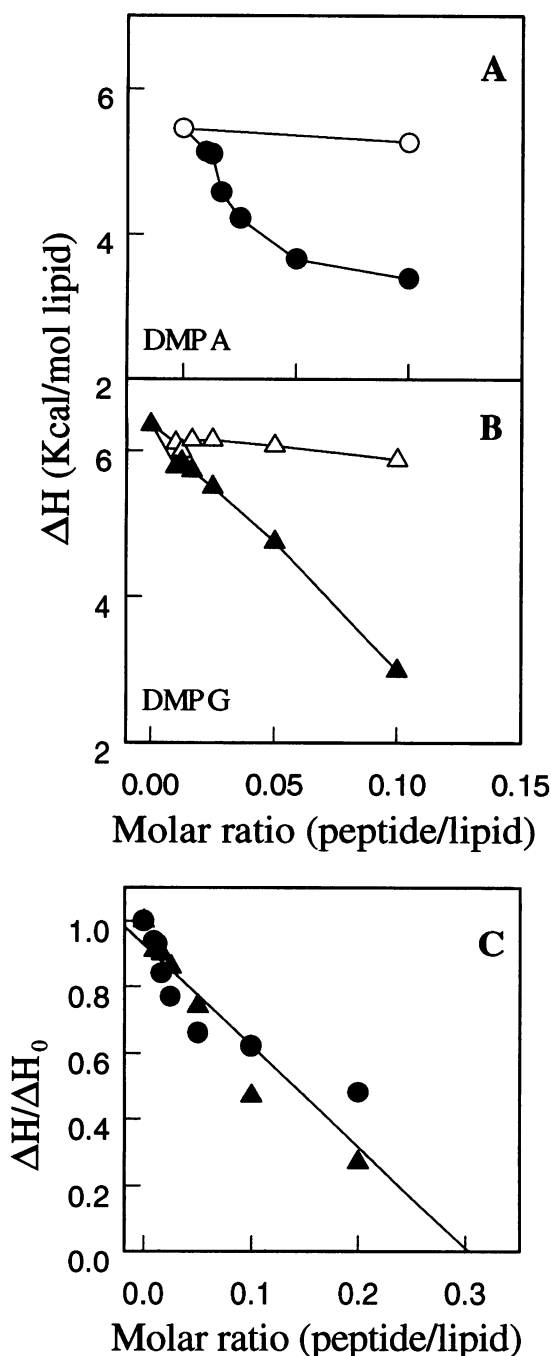 A
6
4
DMPA
2
ΔH (Kcal/mol lipid)
B
6
4
DMPG
2
0.00 0.05 0.10 0.15
Molar ratio (peptide/lipid)
C
1.0
0.8
0.6
0.4
0.2
0.0
ΔH/ΔH₀
0.0 0.1 0.2 0.3
Molar ratio (peptide/lipid)